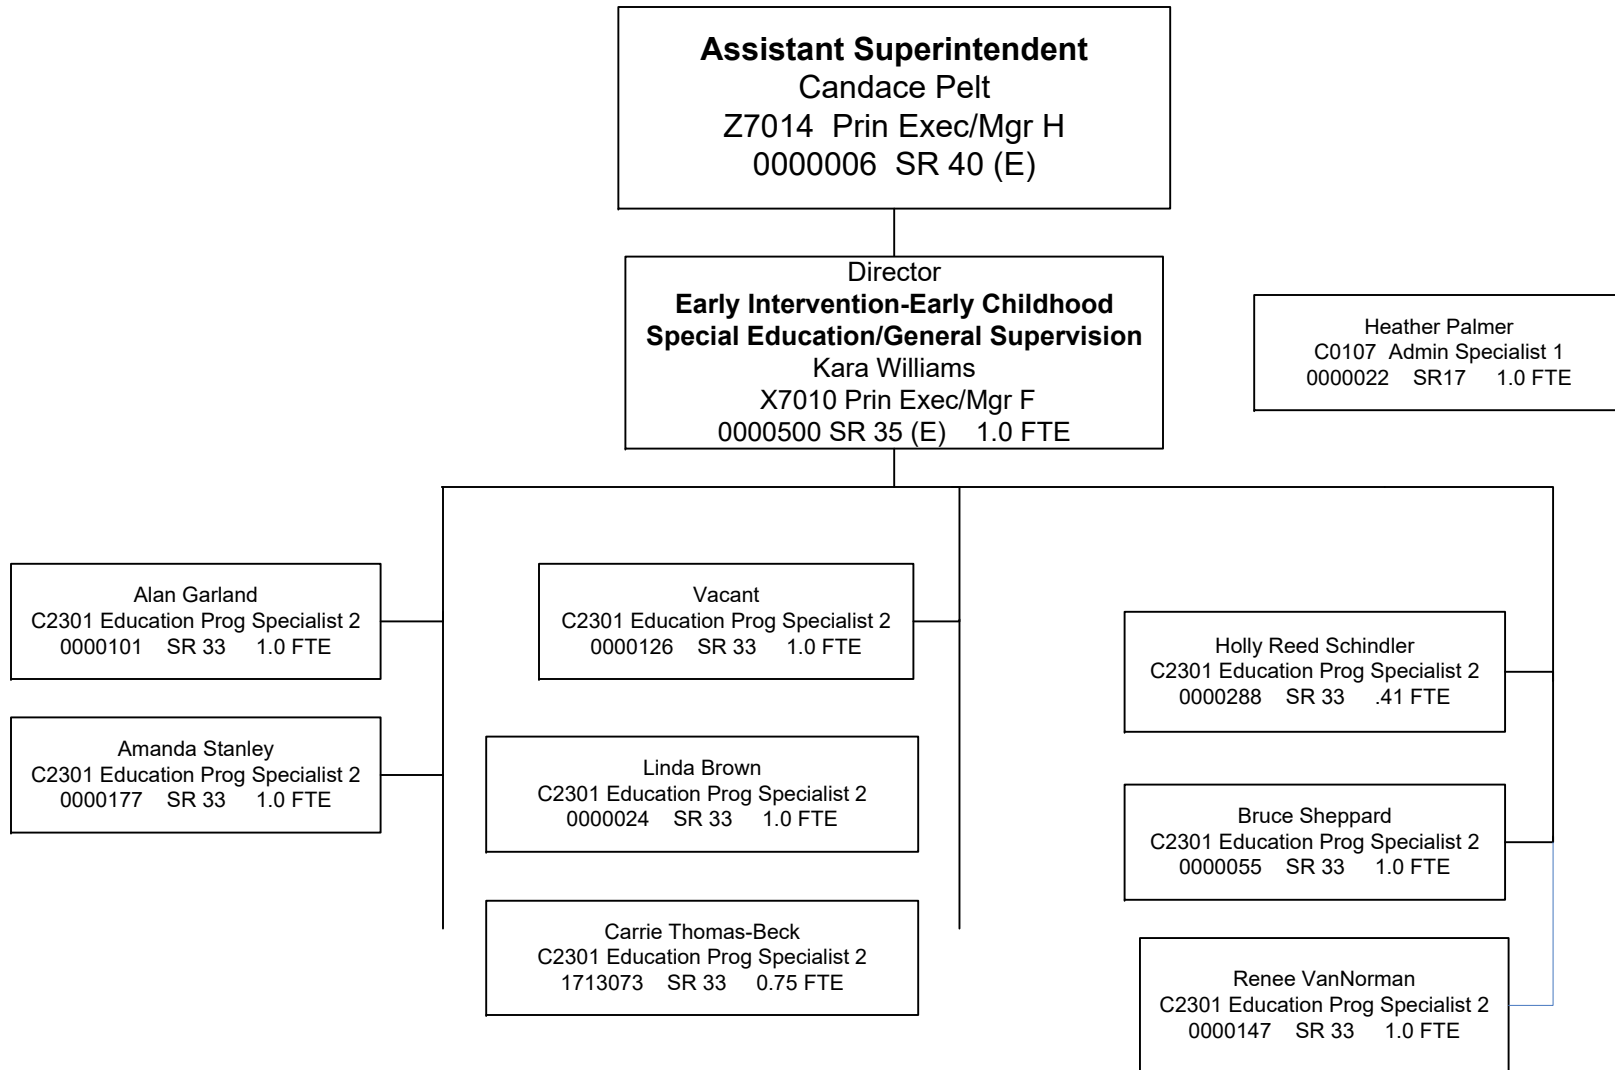 Assistant Superintendent
Candace Pelt
Z7014 Prin Exec/Mgr H
0000006 SR 40 (E)
Director
Early Intervention-Early Childhood
Special Education/General Supervision
Kara Williams
X7010 Prin Exec/Mgr F
0000500 SR 35 (E) 1.0 FTE
Heather Palmer
C0107 Admin Specialist 1
0000022 SR17 1.0 FTE
Alan Garland
C2301 Education Prog Specialist 2
0000101 SR 33 1.0 FTE
Amanda Stanley
C2301 Education Prog Specialist 2
0000177 SR 33 1.0 FTE
Vacant
C2301 Education Prog Specialist 2
0000126 SR 33 1.0 FTE
Linda Brown
C2301 Education Prog Specialist 2
0000024 SR 33 1.0 FTE
Carrie Thomas-Beck
C2301 Education Prog Specialist 2
1713073 SR 33 0.75 FTE
Holly Reed Schindler
C2301 Education Prog Specialist 2
0000288 SR 33 .41 FTE
Bruce Sheppard
C2301 Education Prog Specialist 2
0000055 SR 33 1.0 FTE
Renee VanNorman
C2301 Education Prog Specialist 2
0000147 SR 33 1.0 FTE